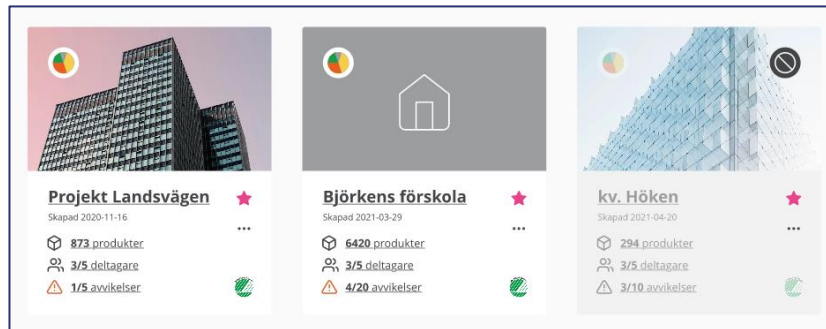 Projekt Landsvägen
Skapad 2020-11-16
873 produkter
3/5 deltagare
1/5 avvikelser
Björkens förskola
Skapad 2021-03-29
6420 produkter
3/5 deltagare
4/20 avvikelser
kv. Höken
Skapad 2021-04-20
294 produkter
3/5 deltagare
3/10 avvikelser